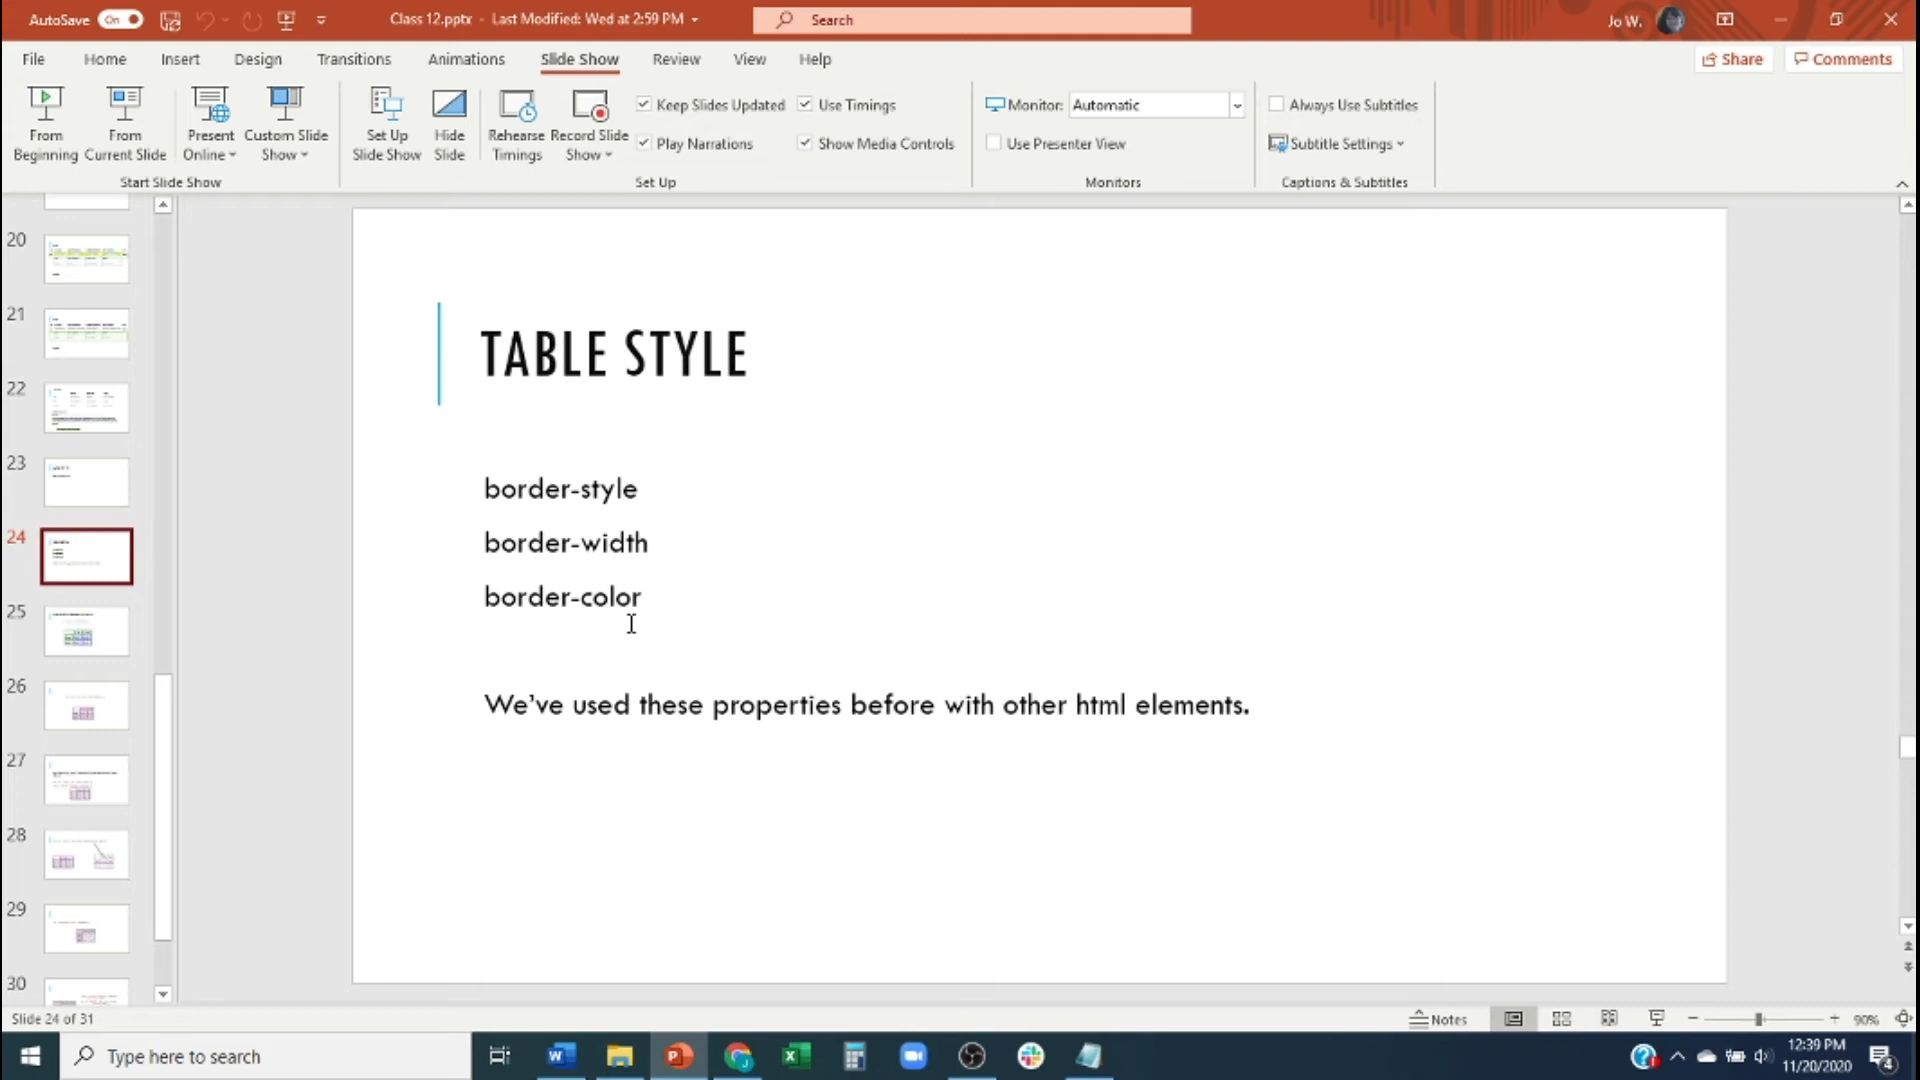 AutoSave On Class 12.pptx - Last Modified: Wed at 2:59 PM Search Jo W.
File Home Insert Design Transitions Animations Slide Show Review View Help Share Comments
From Beginning
From Current Slide
Present Online
Custom Slide Show
Set Up Slide Show
Hide Slide
Rehearse Timings
Record Slide Show
Keep Slides Updated
Play Narrations
Use Timings
Show Media Controls
Monitor: Automatic
Use Presenter View
Always Use Subtitles
Subtitle Settings
Start Slide Show Set Up Monitors Captions & Subtitles
20
21
22
23
24
25
26
27
28
29
30
TABLE STYLE
border-style
border-width
border-color
We've used these properties before with other html elements.
Slide 24 of 31 Notes 90%
Type here to search
12:39 PM
11/20/2020
4